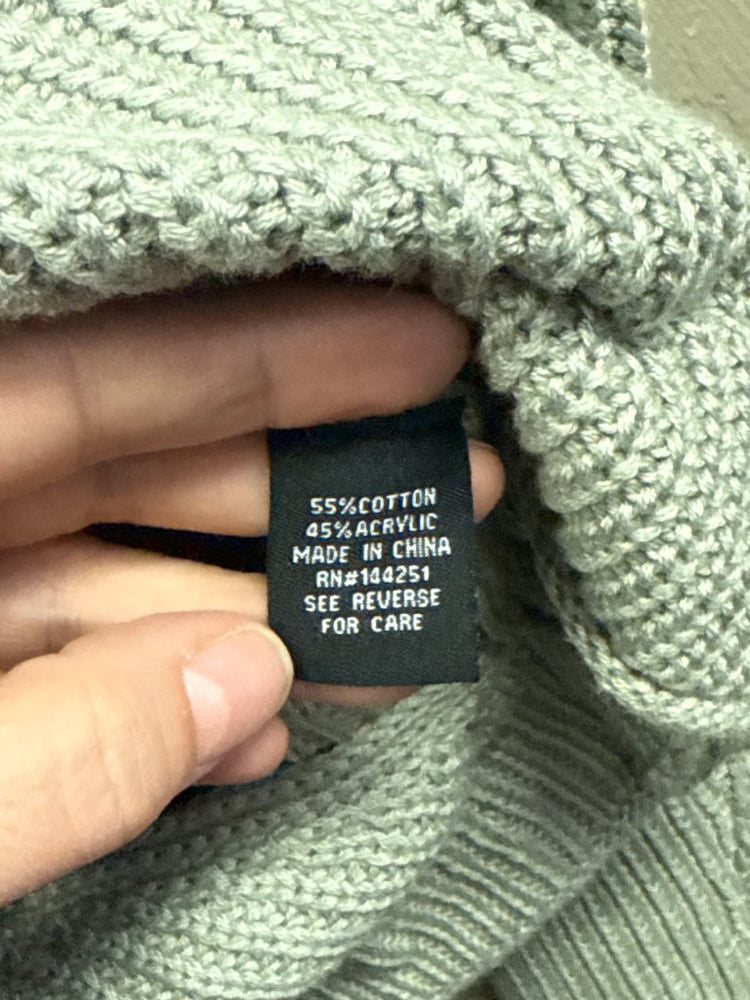 55%COTTON
45%ACRYLIC
MADE IN CHINA
RN#144251
SEE REVERSE
FOR CARE